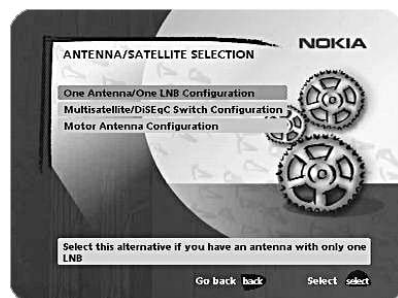 NOKIA
ANTENNA/SATELLITE SELECTION
One Antenna/One LNB Configuration
Multisatellite/DiSEqC Switch Configuration
Motor Antenna Configuration
Select this alternative if you have an antenna with only one
LNB
Go back back Select select